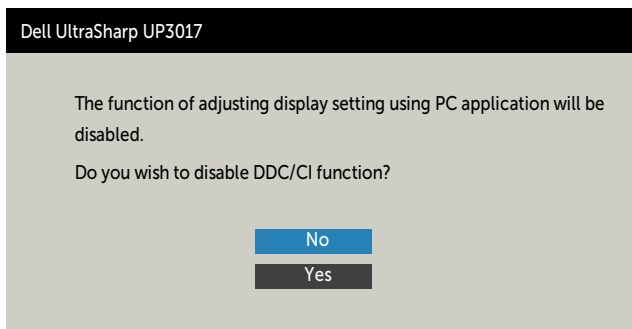 Dell UltraSharp UP3017
The function of adjusting display setting using PC application will be
disabled.
Do you wish to disable DDC/CI function?
No
Yes